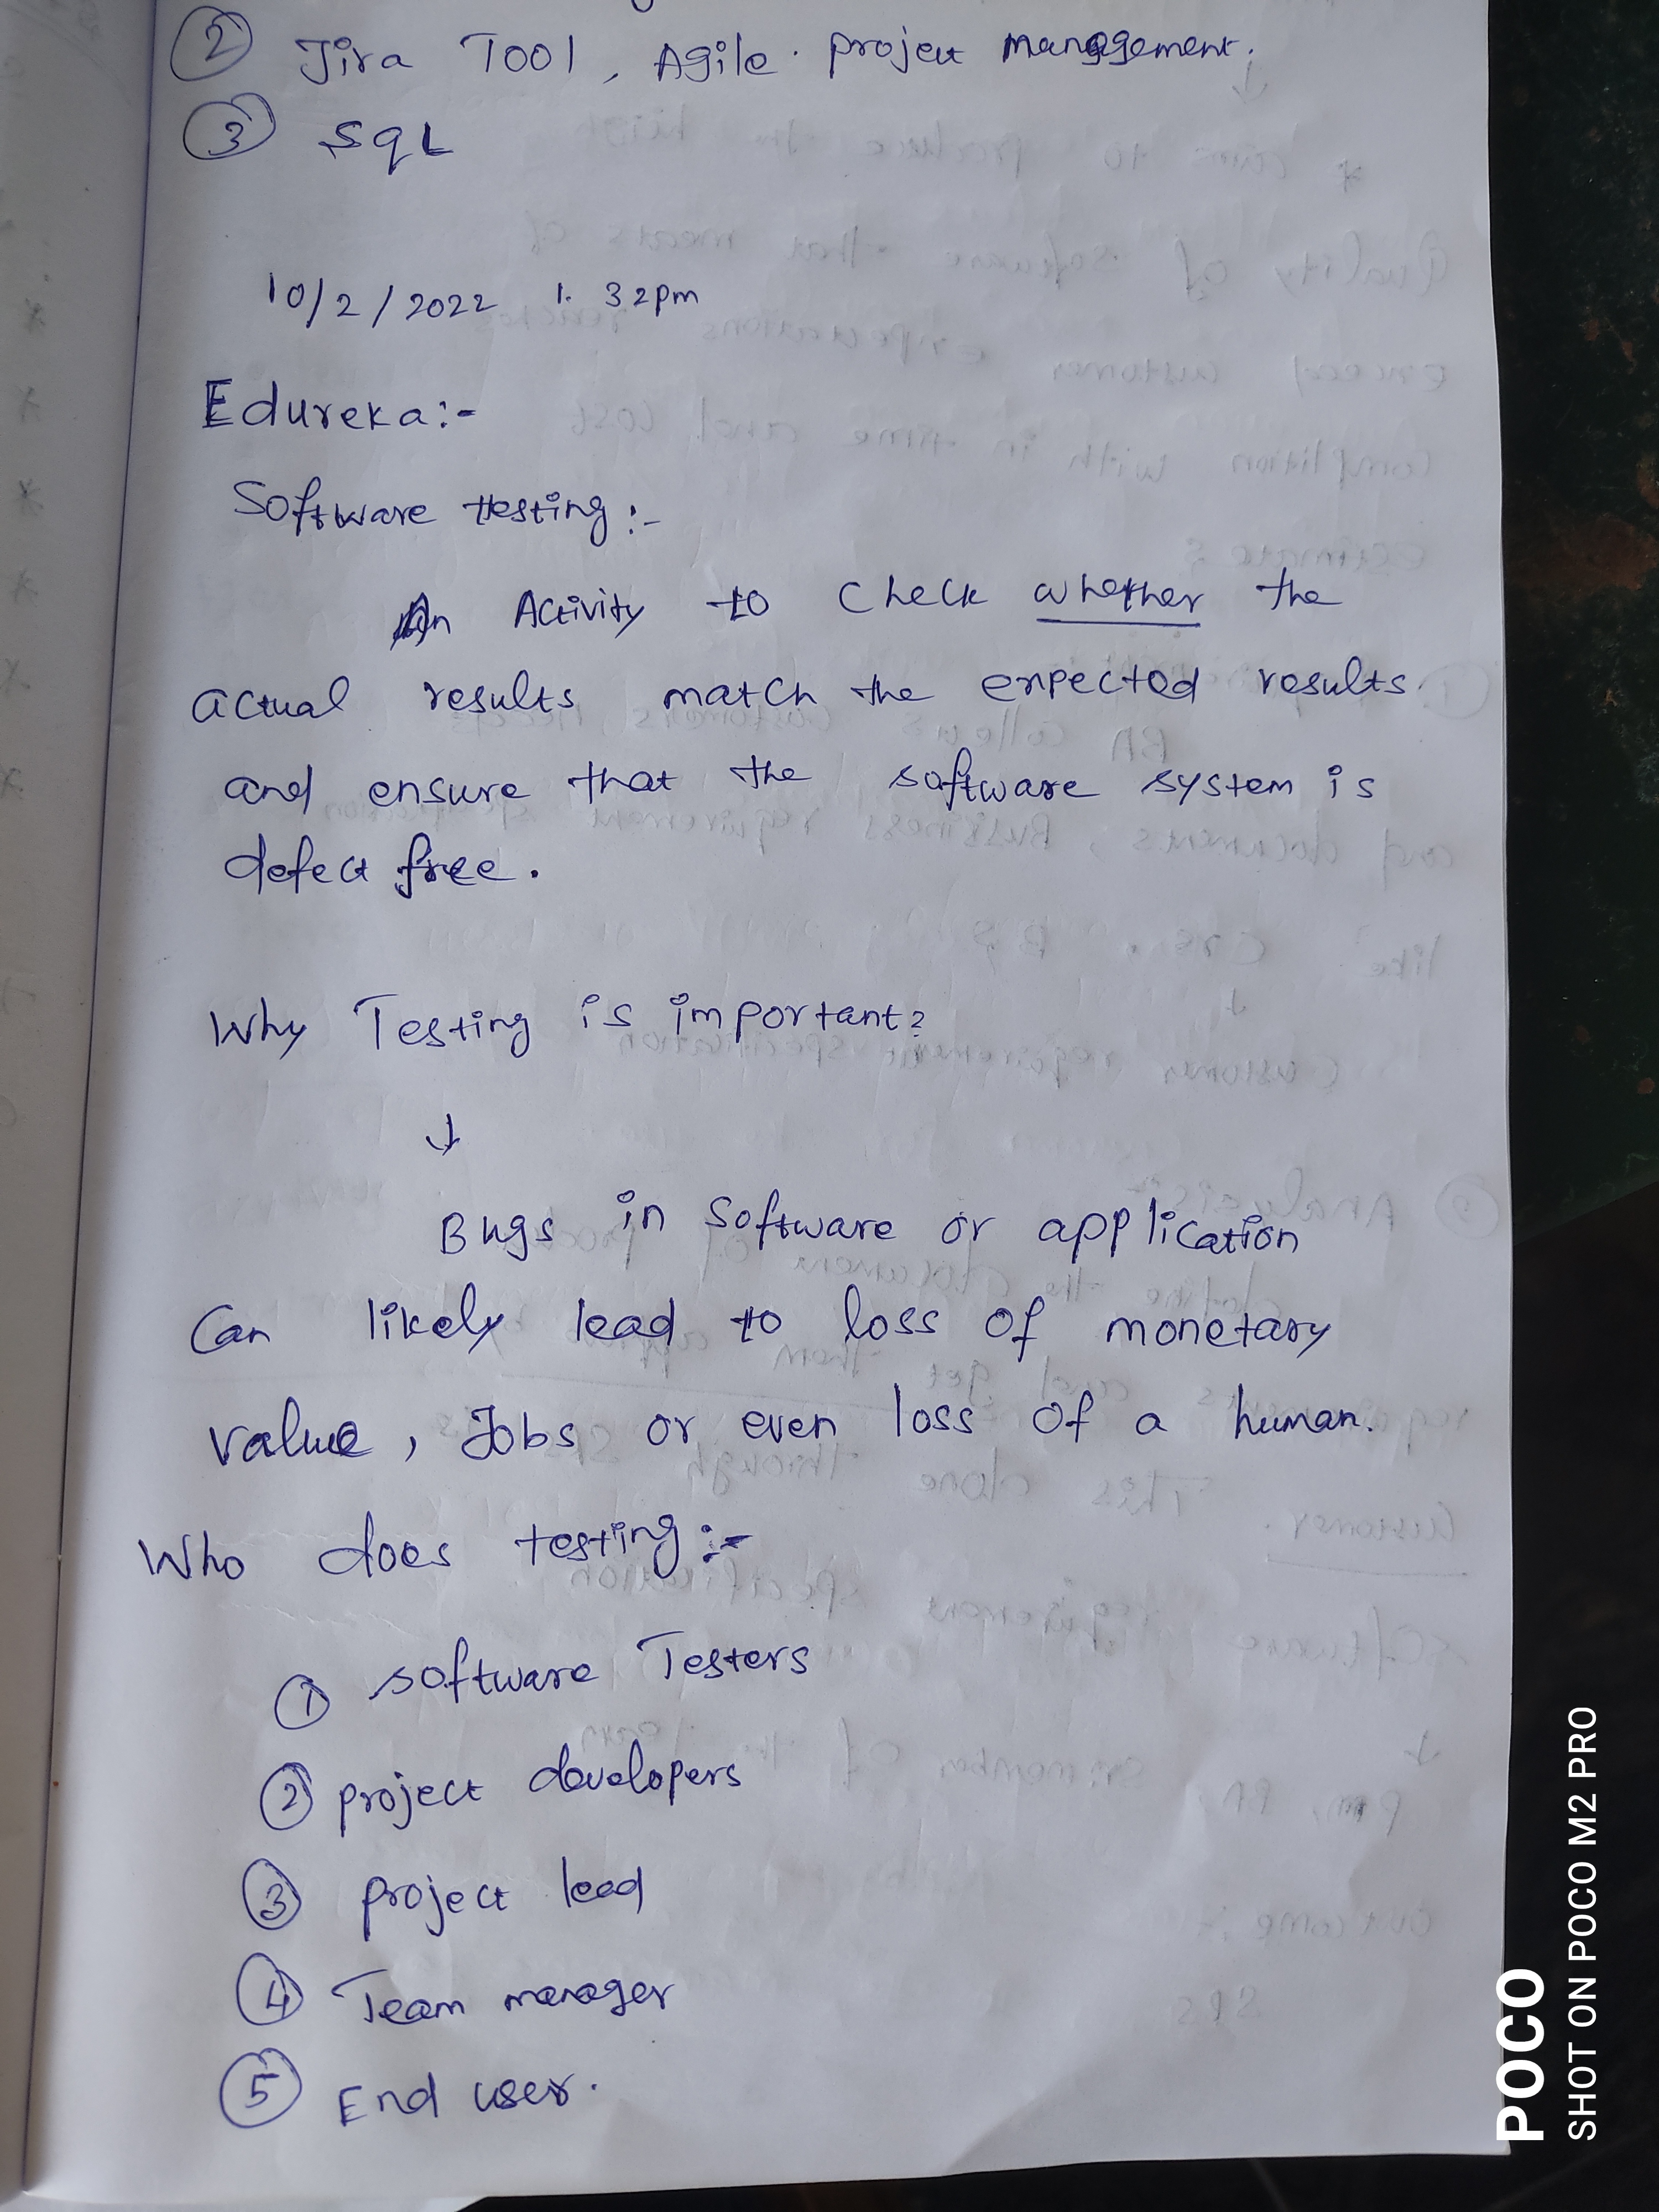 ② Jira Tool, Agile. project management.
③ SQL
10/2/2022 1. 32pm
Edureka:-
Software testing :-
An Activity to check whether the
actual results match the expected results.
and ensure that the software system is
defect free.
Why Testing is important?
↓
Bugs in Software or application
Can likely lead to loss of monetary
value, Jobs or even loss of a human.
Who does testing:-
① software Testers
② project developers
③ project lead
④ Team manager
⑤ End user.
POCO
SHOT ON POCO M2 PRO